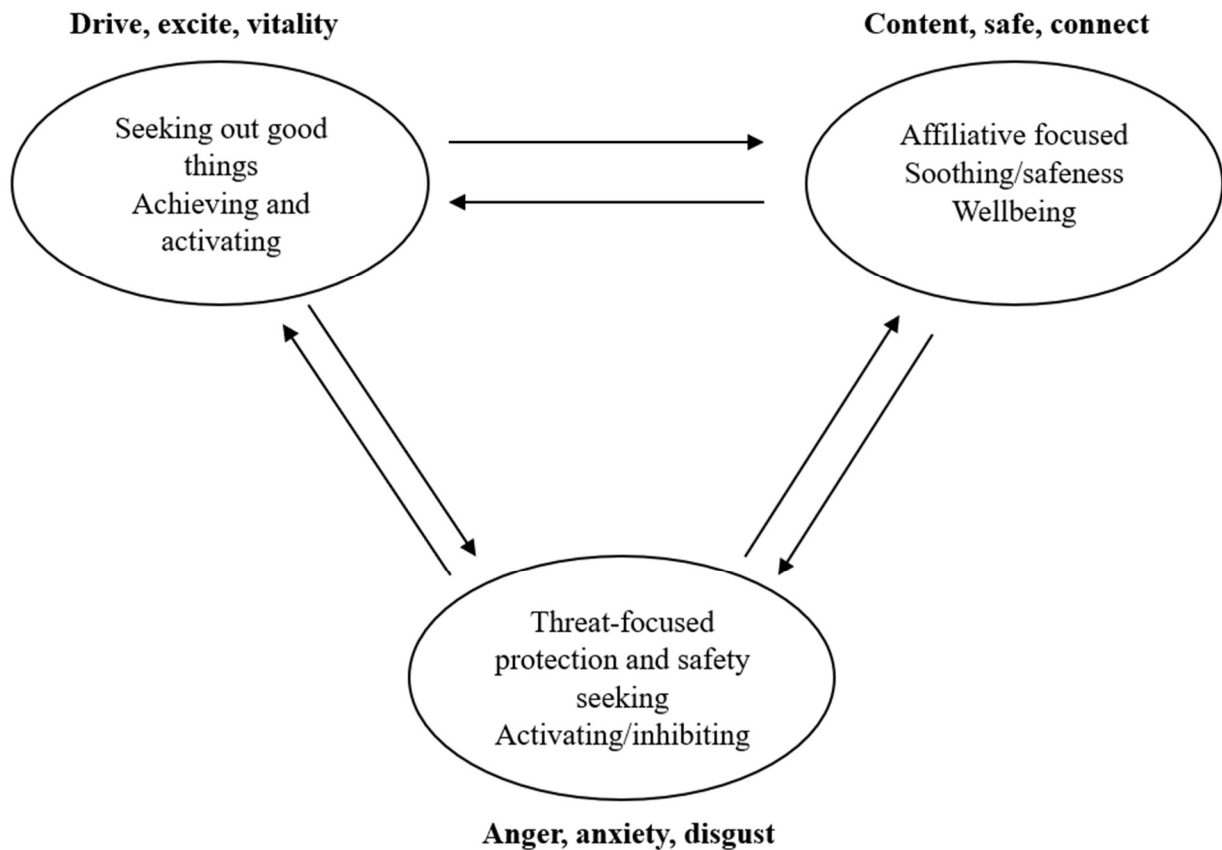 Drive, excite, vitality
Seeking out good
things
Achieving and
activating
Content, safe, connect
Affiliative focused
Soothing/safeness
Wellbeing
Threat-focused
protection and safety
seeking
Activating/inhibiting
Anger, anxiety, disgust